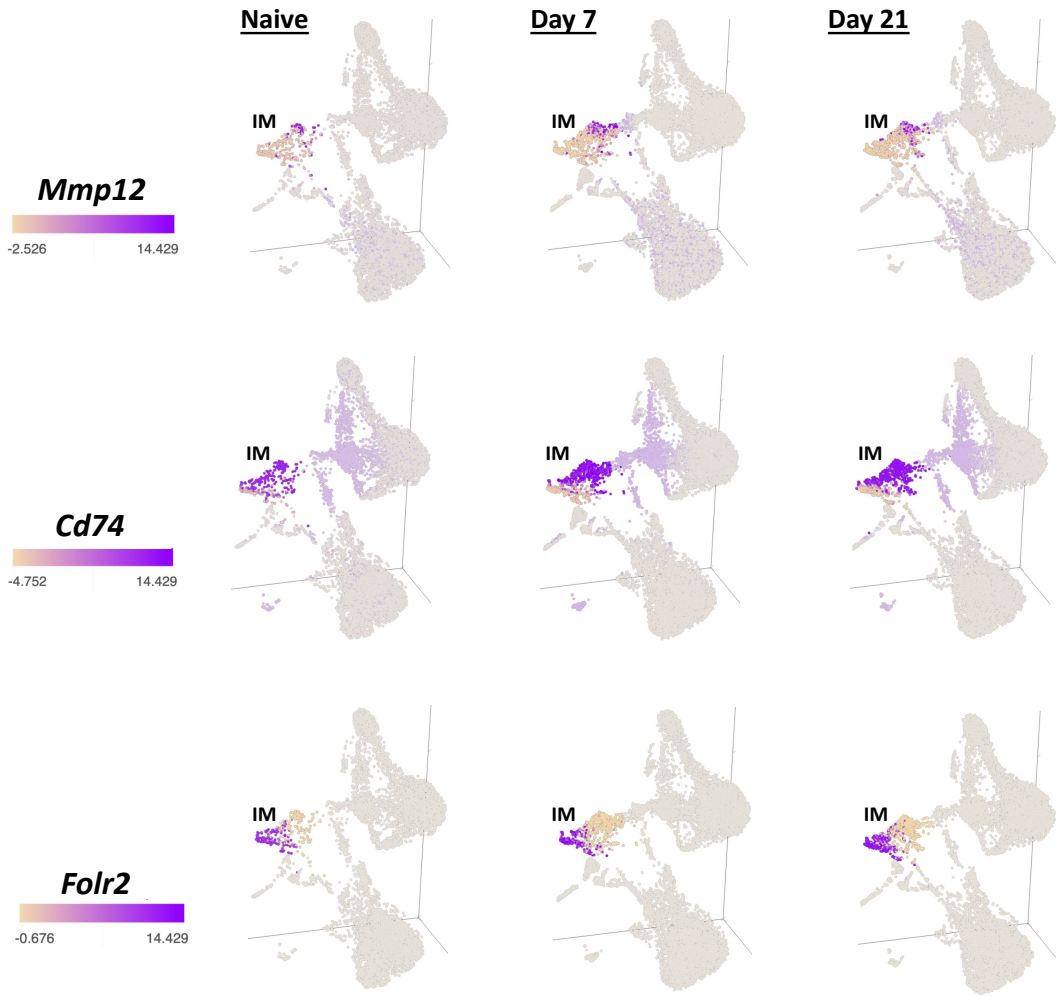 Naive Day 7 Day 21
IM IM IM
Mmp12
-2.526 14.429
IM IM IM
Cd74
-4.752 14.429
IM IM IM
Folr2
-0.676 14.429